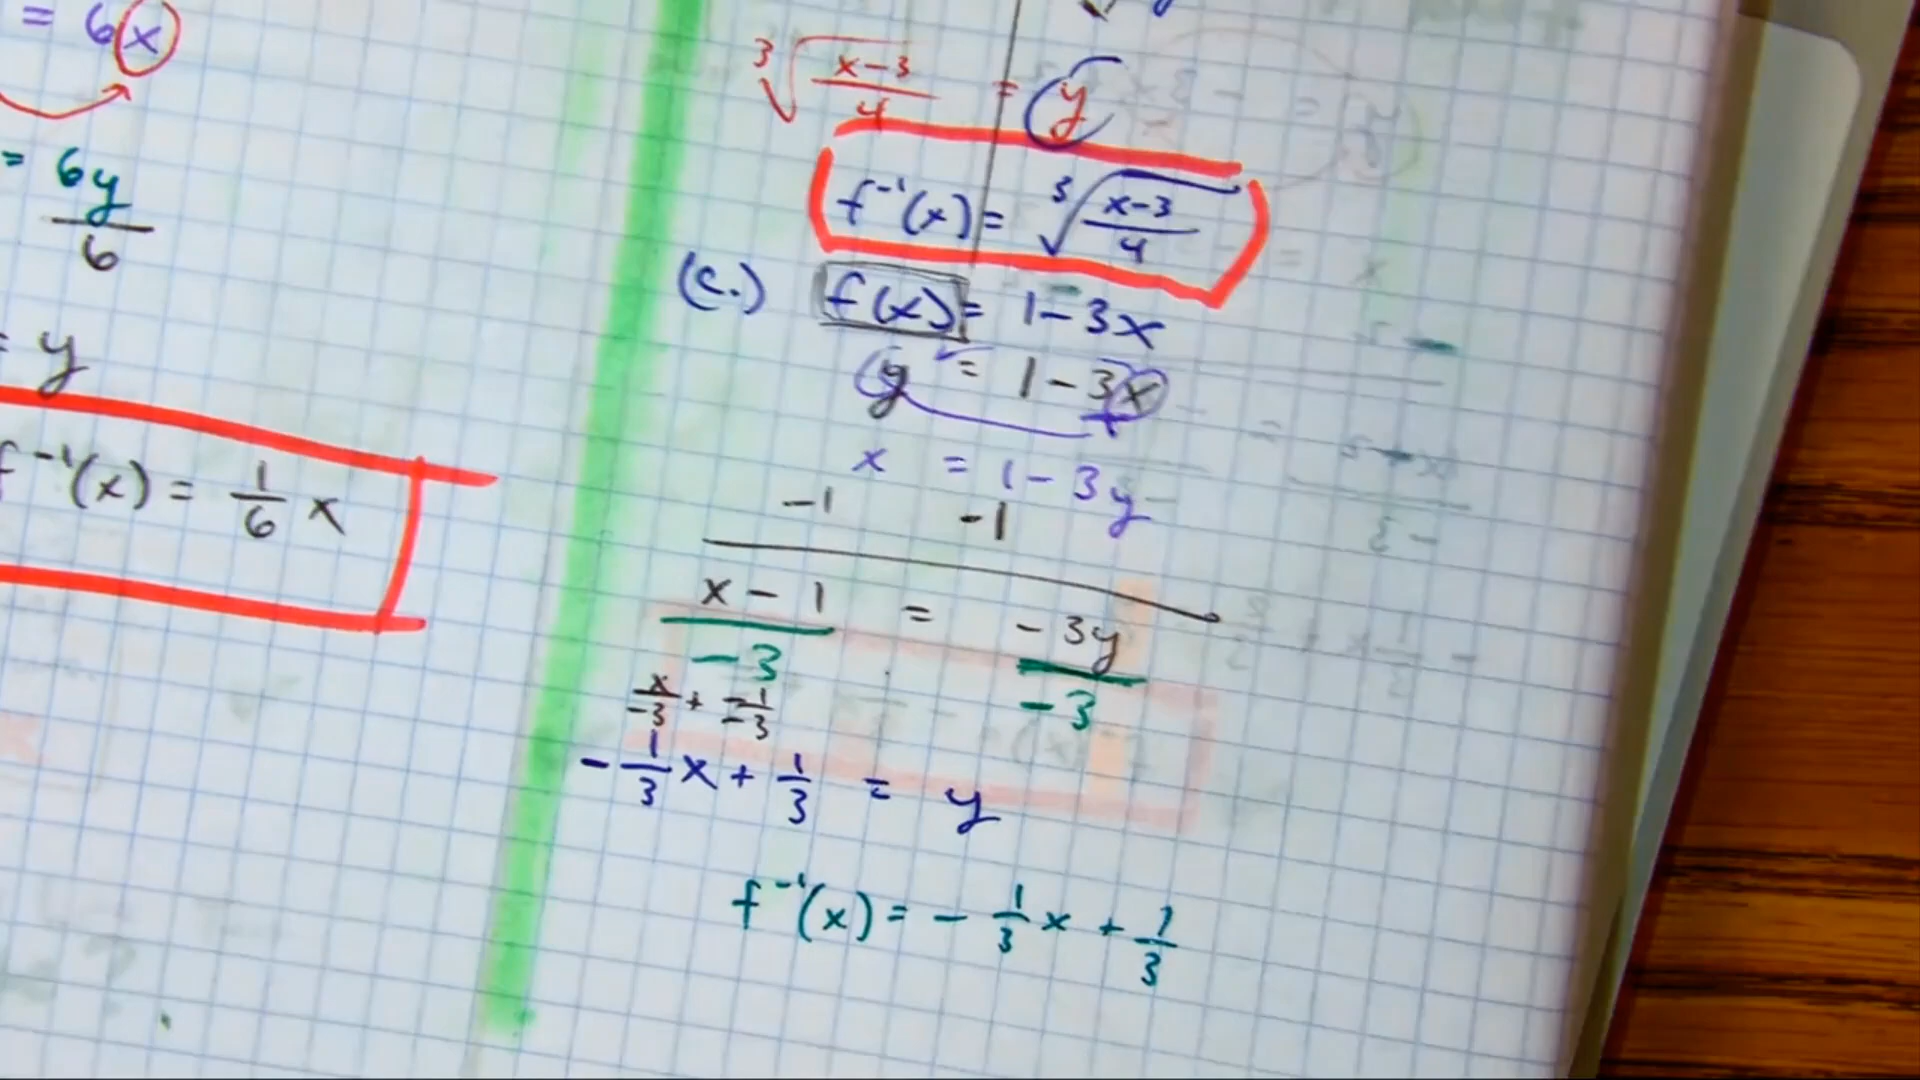 = 6x
= 6y/6
= y
f⁻¹(x) = 1/6 x
∛((x-3)/4) = y
f⁻¹(x) = ∛((x-3)/4)
(c.) f(x) = 1-3x
y = 1-3x
x = 1-3y
-1 -1
x-1 = -3y
-3 -3
x/-3 + -1/-3
-1/3 x + 1/3 = y
f⁻¹(x) = -1/3 x + 1/3